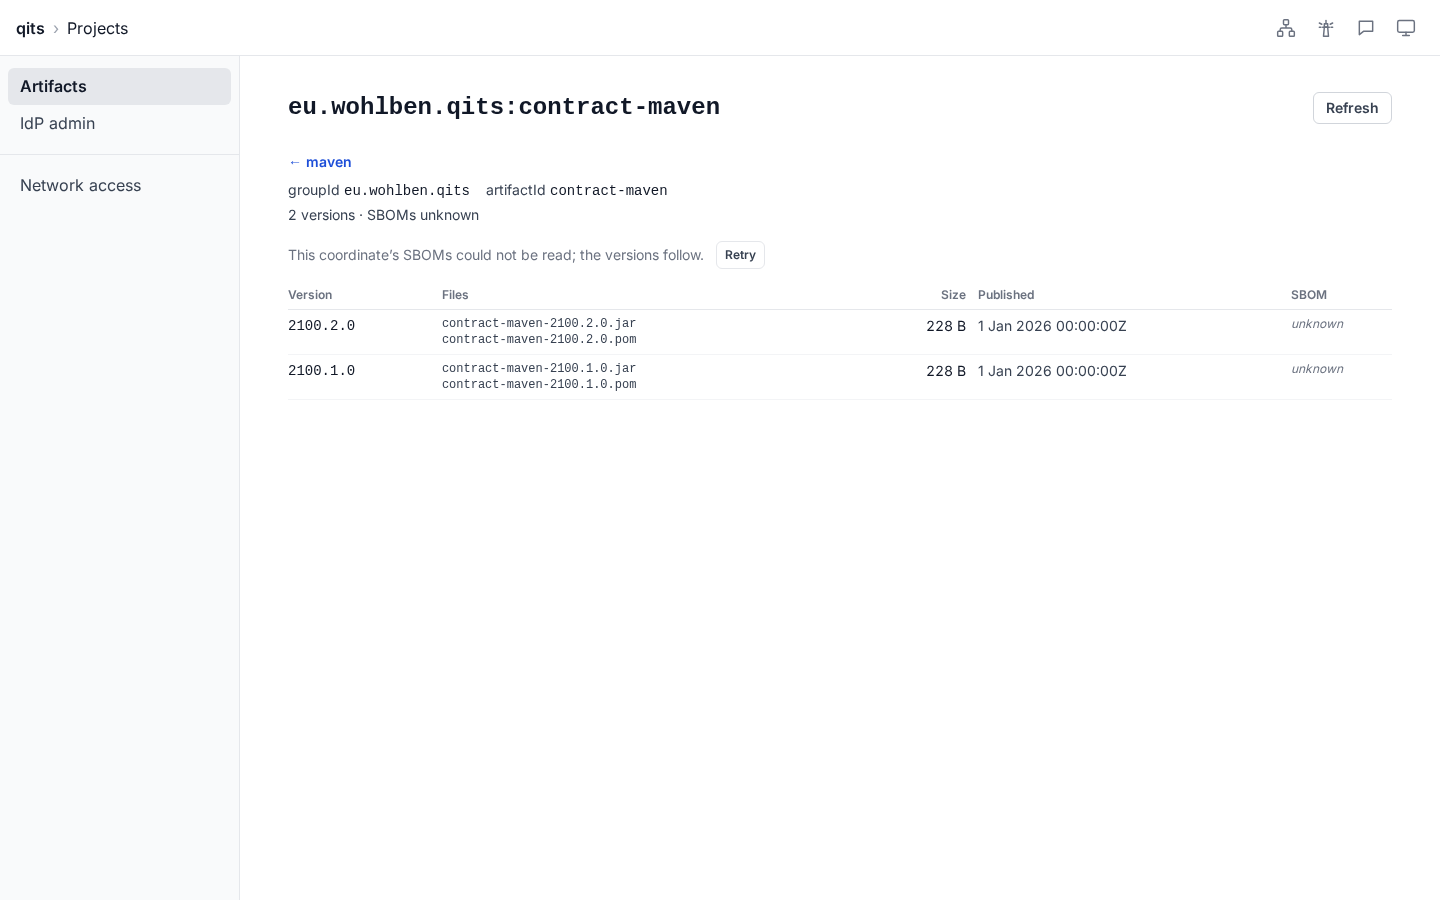 qits › Projects
Artifacts
IdP admin
Network access
eu.wohlben.qits:contract-maven
Refresh
← maven
groupId eu.wohlben.qits artifactId contract-maven
2 versions · SBOMs unknown
This coordinate’s SBOMs could not be read; the versions follow. Retry
Version Files Size Published SBOM
2100.2.0 contract-maven-2100.2.0.jar 228 B 1 Jan 2026 00:00:00Z unknown
contract-maven-2100.2.0.pom
2100.1.0 contract-maven-2100.1.0.jar 228 B 1 Jan 2026 00:00:00Z unknown
contract-maven-2100.1.0.pom